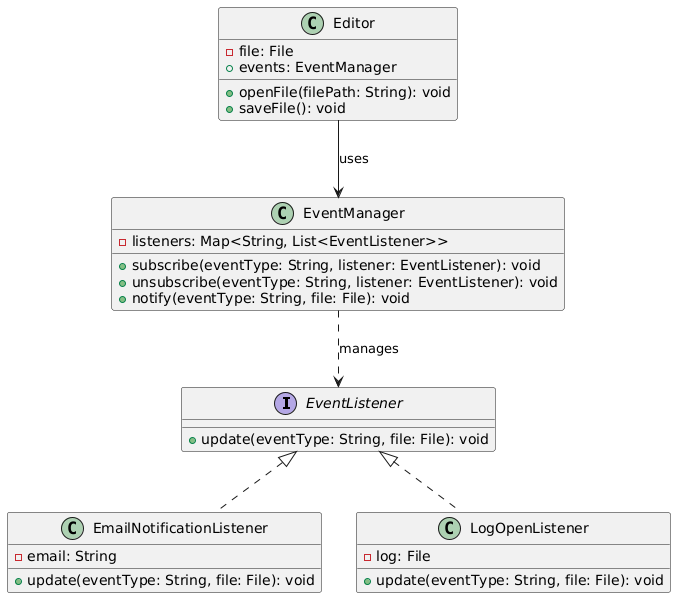 C Editor
file: File
events: EventManager
openFile(filePath: String): void
saveFile(): void
uses
C EventManager
listeners: Map<String, List<EventListener>>
subscribe(eventType: String, listener: EventListener): void
unsubscribe(eventType: String, listener: EventListener): void
notify(eventType: String, file: File): void
manages
I EventListener
update(eventType: String, file: File): void
C EmailNotificationListener
email: String
update(eventType: String, file: File): void
C LogOpenListener
log: File
update(eventType: String, file: File): void